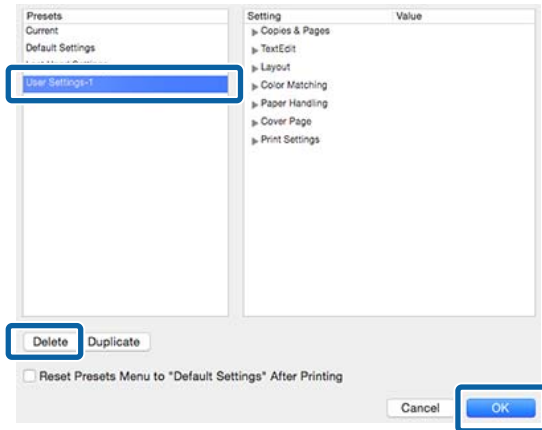 Presets
Current
Default Settings
User Settings-1
Setting Value
Copies & Pages
TextEdit
Layout
Color Matching
Paper Handling
Cover Page
Print Settings
Delete Duplicate
Reset Presets Menu to "Default Settings" After Printing
Cancel OK